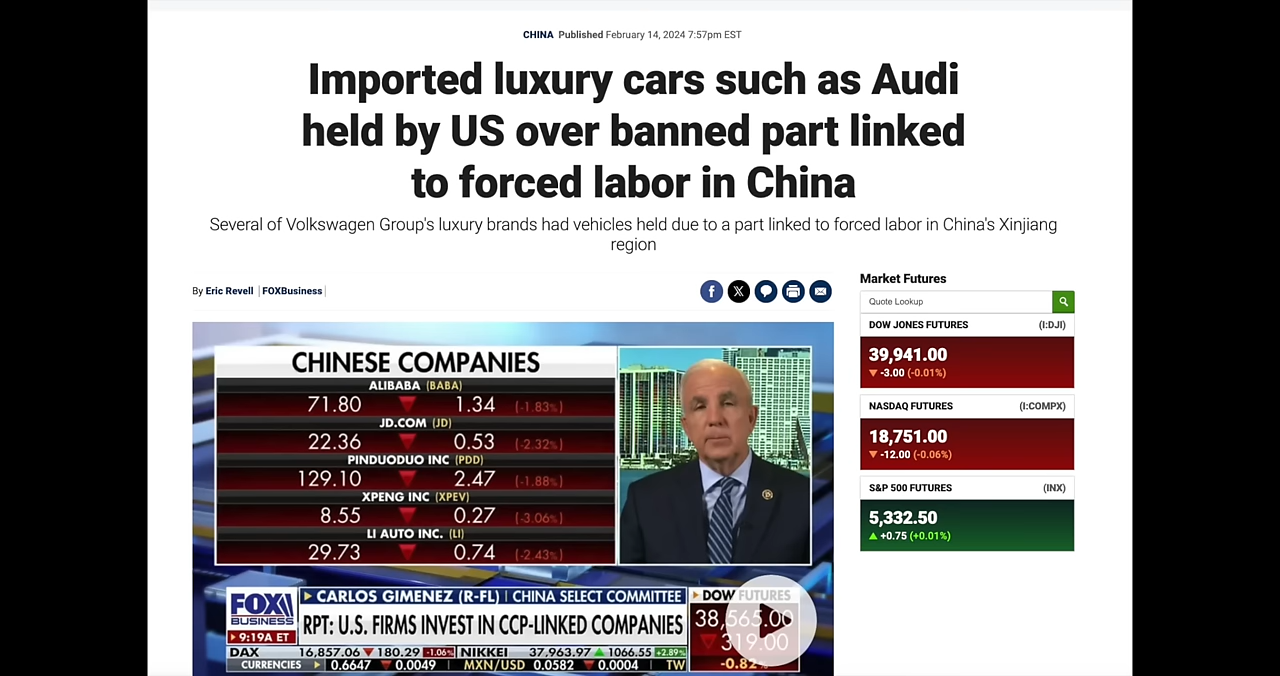 CHINA Published February 14, 2024 7:57pm EST
Imported luxury cars such as Audi
held by US over banned part linked
to forced labor in China
Several of Volkswagen Group's luxury brands had vehicles held due to a part linked to forced labor in China's Xinjiang
region
By Eric Revell | FOXBusiness |
Market Futures
Quote Lookup
DOW JONES FUTURES (I:DJI)
39,941.00
▼ -3.00 (-0.01%)
NASDAQ FUTURES (I:COMPX)
18,751.00
▼ -12.00 (-0.06%)
S&P 500 FUTURES (INX)
5,332.50
▲ +0.75 (+0.01%)
CHINESE COMPANIES
ALIBABA (BABA)
71.80 ▼ 1.34 (-1.83%)
JD.COM (JD)
22.36 ▼ 0.53 (-2.32%)
PINDUODUO INC (PDD)
129.10 ▼ 2.47 (-1.88%)
XPENG INC (XPEV)
8.55 ▼ 0.27 (-3.06%)
LI AUTO INC. (LI)
29.73 ▼ 0.74 (-2.43%)
FOX
BUSINESS
9:19A ET
CARLOS GIMENEZ (R-FL) | CHINA SELECT COMMITTEE
RPT: U.S. FIRMS INVEST IN CCP-LINKED COMPANIES
DOW FUTURES
38,565.00
▼ 319.00
-0.82%
DAX 16,857.06 ▼ 180.29 -1.06% NIKKEI 37,963.97 ▲ 1066.55 +2.89%
CURRENCIES 0.6647 ▼ 0.0049 MXN/USD 0.0582 ▼ 0.0004 TW